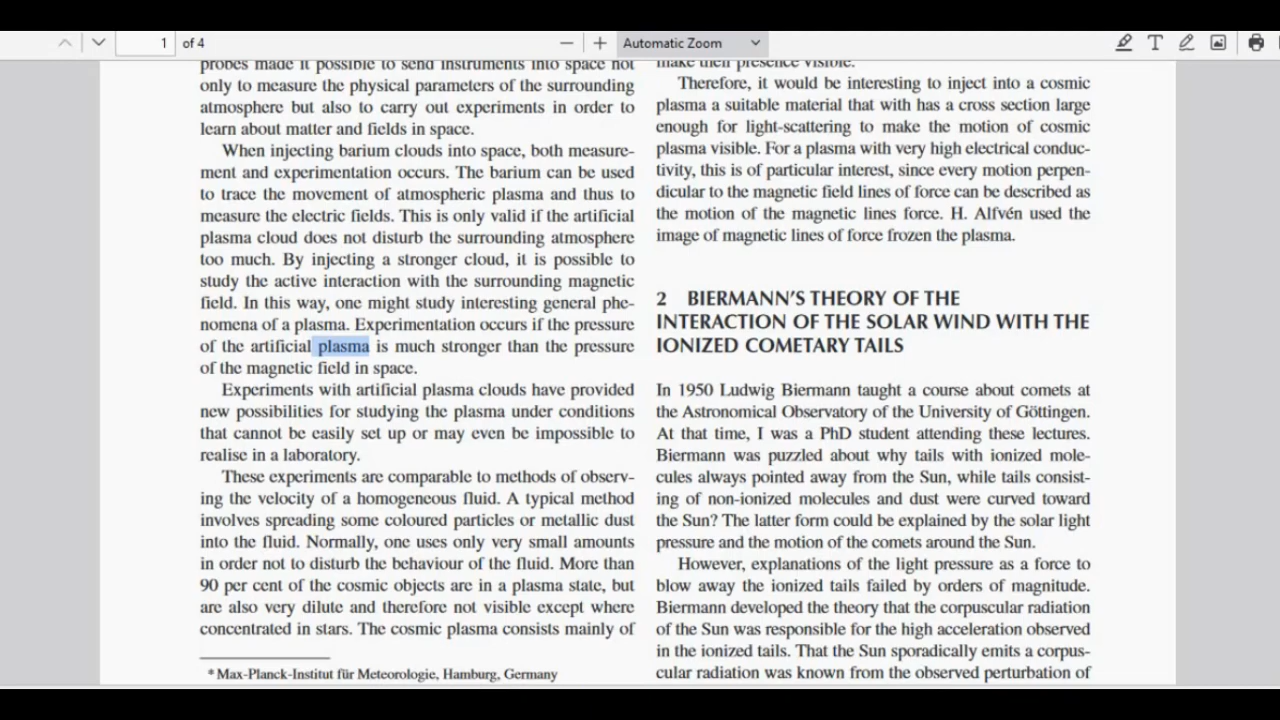 1 of 4
Automatic Zoom
probes made it possible to send instruments into space not
only to measure the physical parameters of the surrounding
atmosphere but also to carry out experiments in order to
learn about matter and fields in space.
When injecting barium clouds into space, both measure-
ment and experimentation occurs. The barium can be used
to trace the movement of atmospheric plasma and thus to
measure the electric fields. This is only valid if the artificial
plasma cloud does not disturb the surrounding atmosphere
too much. By injecting a stronger cloud, it is possible to
study the active interaction with the surrounding magnetic
field. In this way, one might study interesting general phe-
nomena of a plasma. Experimentation occurs if the pressure
of the artificial plasma is much stronger than the pressure
of the magnetic field in space.
Experiments with artificial plasma clouds have provided
new possibilities for studying the plasma under conditions
that cannot be easily set up or may even be impossible to
realise in a laboratory.
These experiments are comparable to methods of observ-
ing the velocity of a homogeneous fluid. A typical method
involves spreading some coloured particles or metallic dust
into the fluid. Normally, one uses only very small amounts
in order not to disturb the behaviour of the fluid. More than
90 per cent of the cosmic objects are in a plasma state, but
are also very dilute and therefore not visible except where
concentrated in stars. The cosmic plasma consists mainly of
* Max-Planck-Institut für Meteorologie, Hamburg, Germany
make their presence visible.
Therefore, it would be interesting to inject into a cosmic
plasma a suitable material that with has a cross section large
enough for light-scattering to make the motion of cosmic
plasma visible. For a plasma with very high electrical conduc-
tivity, this is of particular interest, since every motion perpen-
dicular to the magnetic field lines of force can be described as
the motion of the magnetic lines force. H. Alfvén used the
image of magnetic lines of force frozen the plasma.
2 BIERMANN'S THEORY OF THE
INTERACTION OF THE SOLAR WIND WITH THE
IONIZED COMETARY TAILS
In 1950 Ludwig Biermann taught a course about comets at
the Astronomical Observatory of the University of Göttingen.
At that time, I was a PhD student attending these lectures.
Biermann was puzzled about why tails with ionized mole-
cules always pointed away from the Sun, while tails consist-
ing of non-ionized molecules and dust were curved toward
the Sun? The latter form could be explained by the solar light
pressure and the motion of the comets around the Sun.
However, explanations of the light pressure as a force to
blow away the ionized tails failed by orders of magnitude.
Biermann developed the theory that the corpuscular radiation
of the Sun was responsible for the high acceleration observed
in the ionized tails. That the Sun sporadically emits a corpus-
cular radiation was known from the observed perturbation of